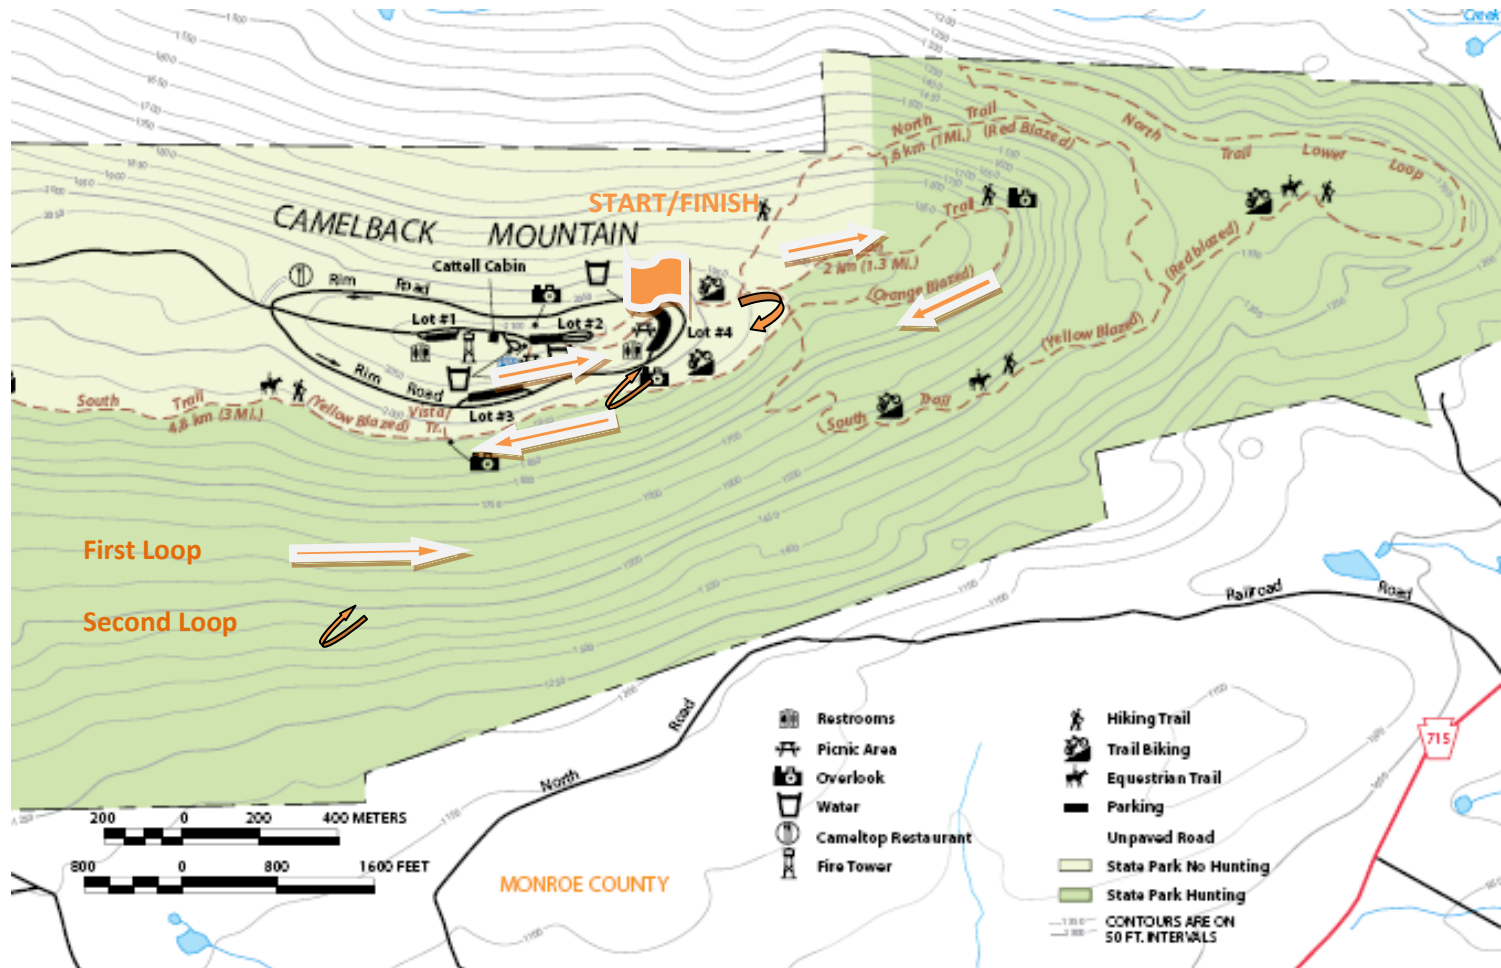 Creek
North Trail
1.6 km (1 Mi.) (Red Blazed)
North Trail Lower Loop
START/FINISH
CAMELBACK MOUNTAIN
Trail
Cattell Cabin
2 km (1.3 Mi.)
(Orange Blazed)
(Red blazed)
Rim Road
Lot #1
Lot #2
Lot #4
(Yellow Blazed)
Rim Road
South Trail
4.8 km (3 Mi.)
(Yellow Blazed)
Vista
Tr.
Lot #3
South Trail
First Loop
Second Loop
Railroad Road
North Road
715
Restrooms
Picnic Area
Overlook
Water
Cameltop Restaurant
Fire Tower
Hiking Trail
Trail Biking
Equestrian Trail
Parking
Unpaved Road
State Park No Hunting
State Park Hunting
CONTOURS ARE ON
50 FT. INTERVALS
200 0 200 400 METERS
800 0 800 1600 FEET
MONROE COUNTY